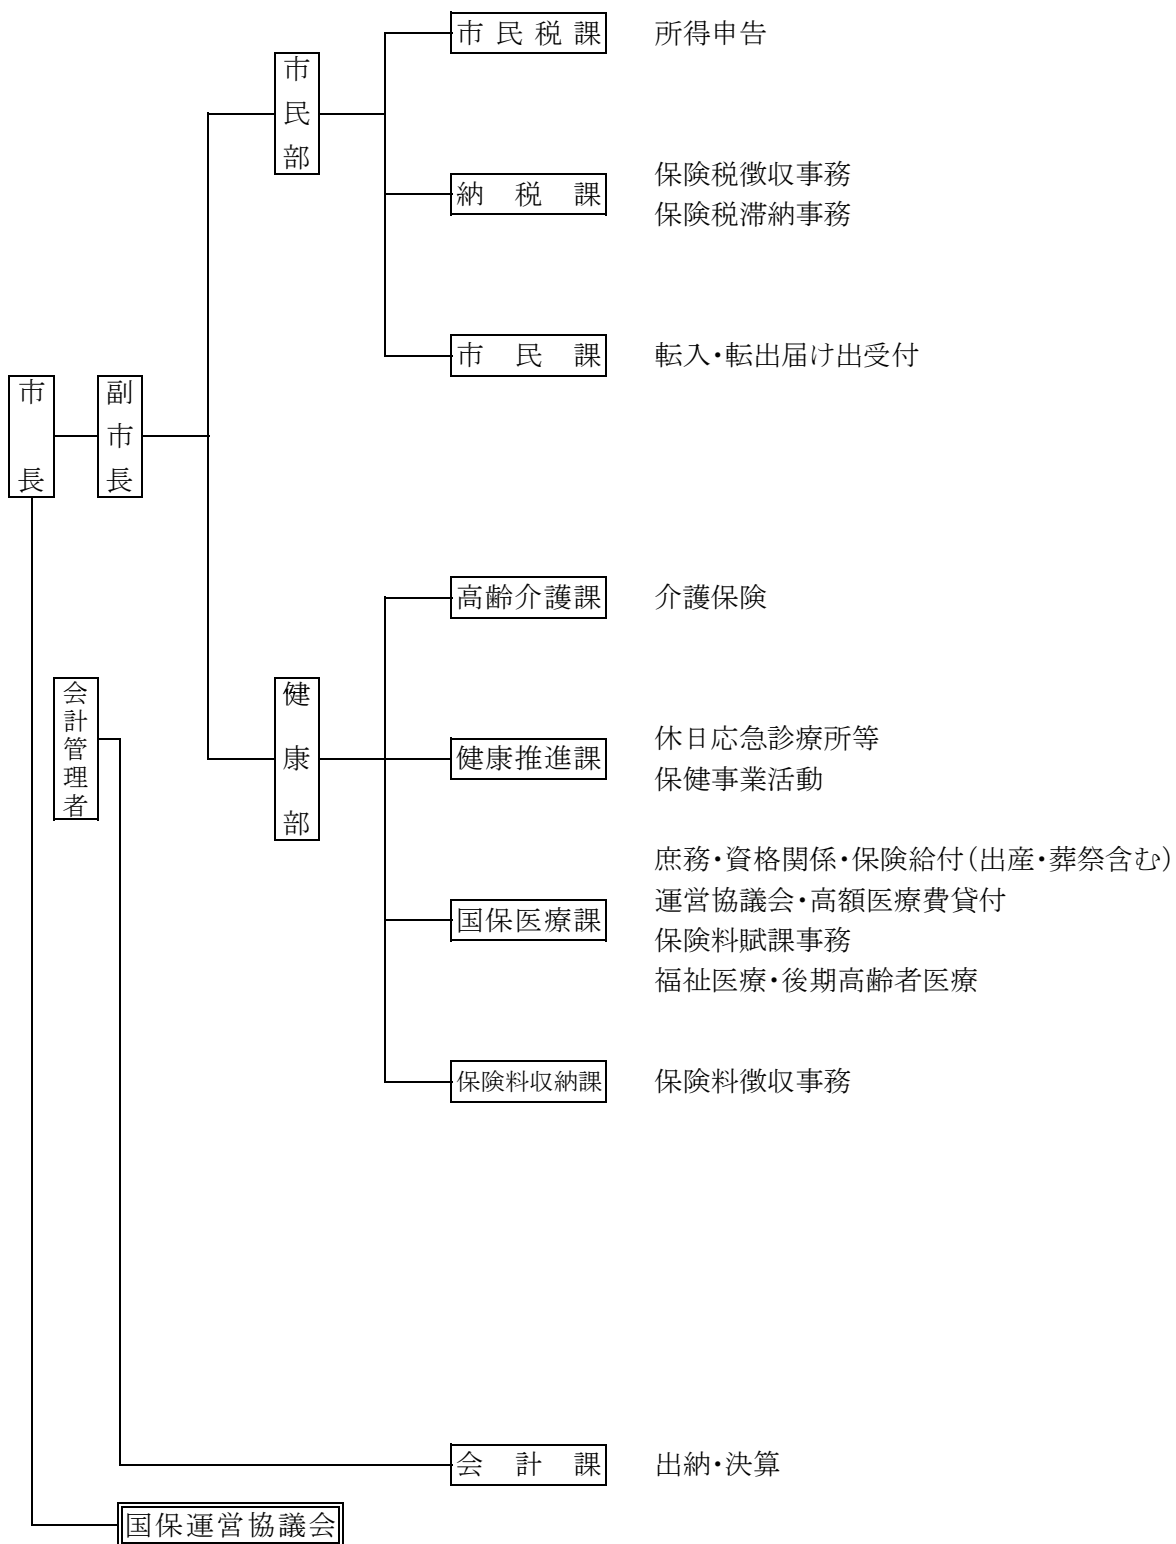 市民税課 所得申告
市民部
納税課 保険税徴収事務
保険税滞納事務
市民課 転入・転出届け出受付
市長
副市長
高齢介護課 介護保険
会計管理者
健康部
健康推進課 休日応急診療所等
保健事業活動
国保医療課 庶務・資格関係・保険給付(出産・葬祭含む)
運営協議会・高額医療費貸付
保険料賦課事務
福祉医療・後期高齢者医療
保険料収納課 保険料徴収事務
会計課 出納・決算
国保運営協議会